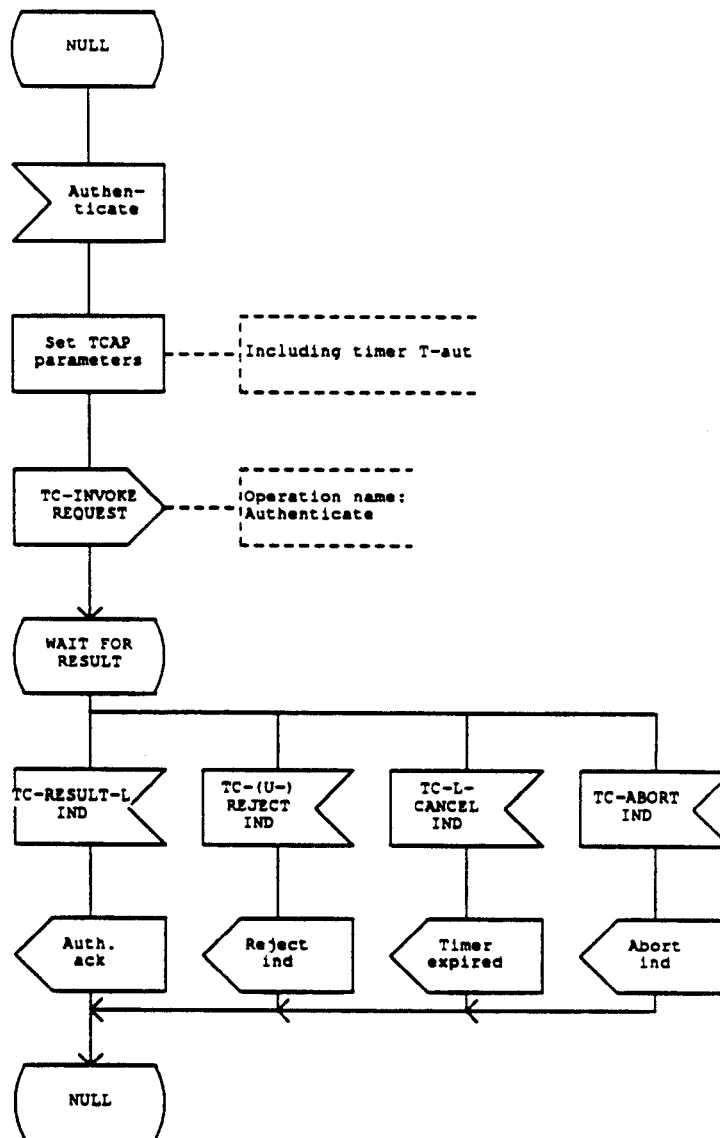 NULL
Authen-
ticate
Set TCAP
parameters
Including timer T-aut
TC-INVOKE
REQUEST
Operation name:
Authenticate
WAIT FOR
RESULT
TC-RESULT-L
IND
TC-(U-)
REJECT
IND
TC-L-
CANCEL
IND
TC-ABORT
IND
Auth.
ack
Reject
ind
Timer
expired
Abort
ind
NULL